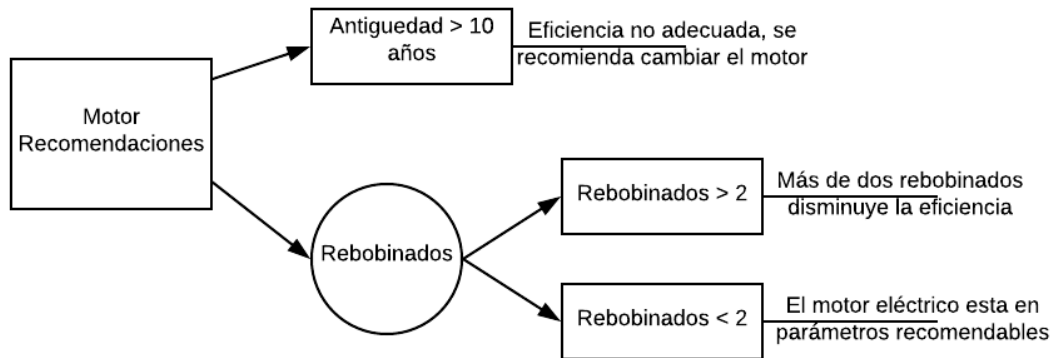 Antiguedad > 10
años
Eficiencia no adecuada, se
recomienda cambiar el motor
Motor
Recomendaciones
Rebobinados
Rebobinados > 2
Más de dos rebobinados
disminuye la eficiencia
Rebobinados < 2
El motor eléctrico esta en
parámetros recomendables